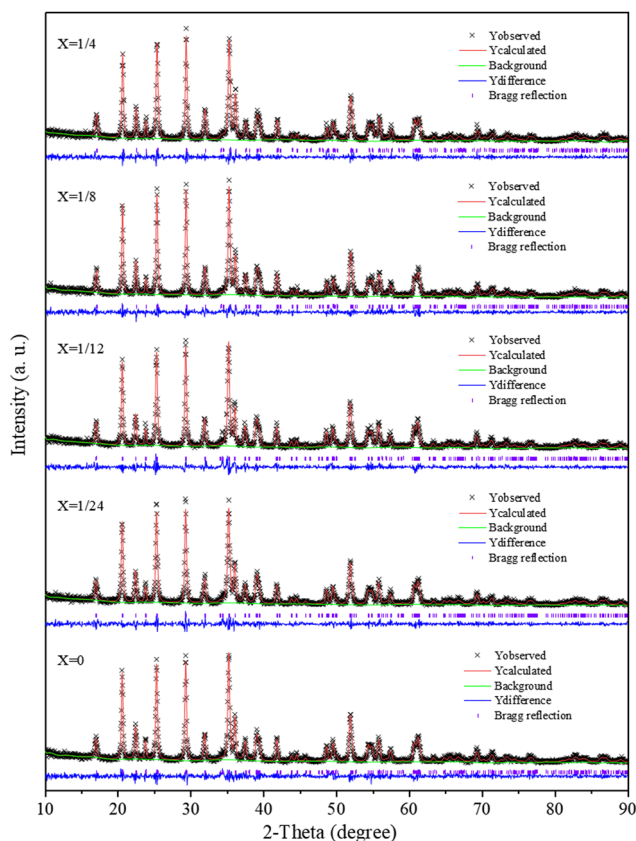 X=1/4
Yobserved
Ycalculated
Background
Ydifference
Bragg reflection
X=1/8
Yobserved
Ycalculated
Background
Ydifference
Bragg reflection
X=1/12
Yobserved
Ycalculated
Background
Ydifference
Bragg reflection
X=1/24
Yobserved
Ycalculated
Background
Ydifference
Bragg reflection
X=0
Yobserved
Ycalculated
Background
Ydifference
Bragg reflection
Intensity (a. u.)
10 20 30 40 50 60 70 80 90
2-Theta (degree)